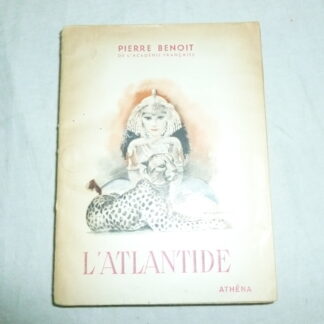 PIERRE BENOIT
DE L'ACADÉMIE FRANÇAISE
L'ATLANTIDE
ATHÉNA